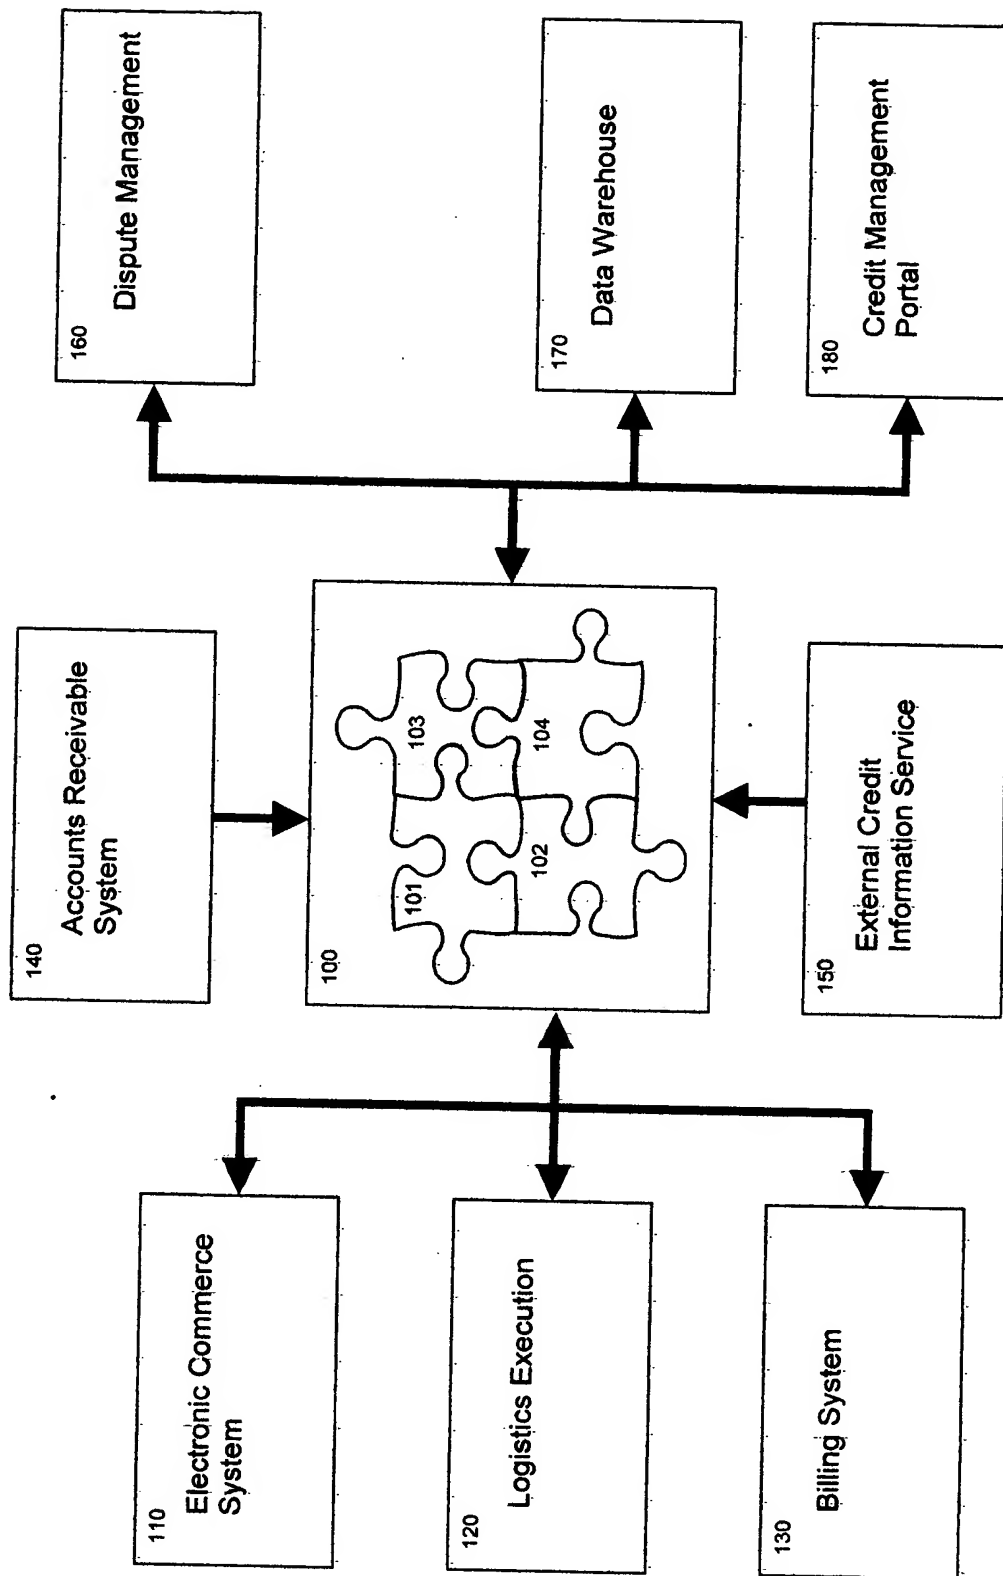 110
Electronic Commerce
System
120
Logistics Execution
130
Billing System
140
Accounts Receivable
System
100
101
103
102
104
150
External Credit
Information Service
160
Dispute Management
170
Data Warehouse
180
Credit Management
Portal